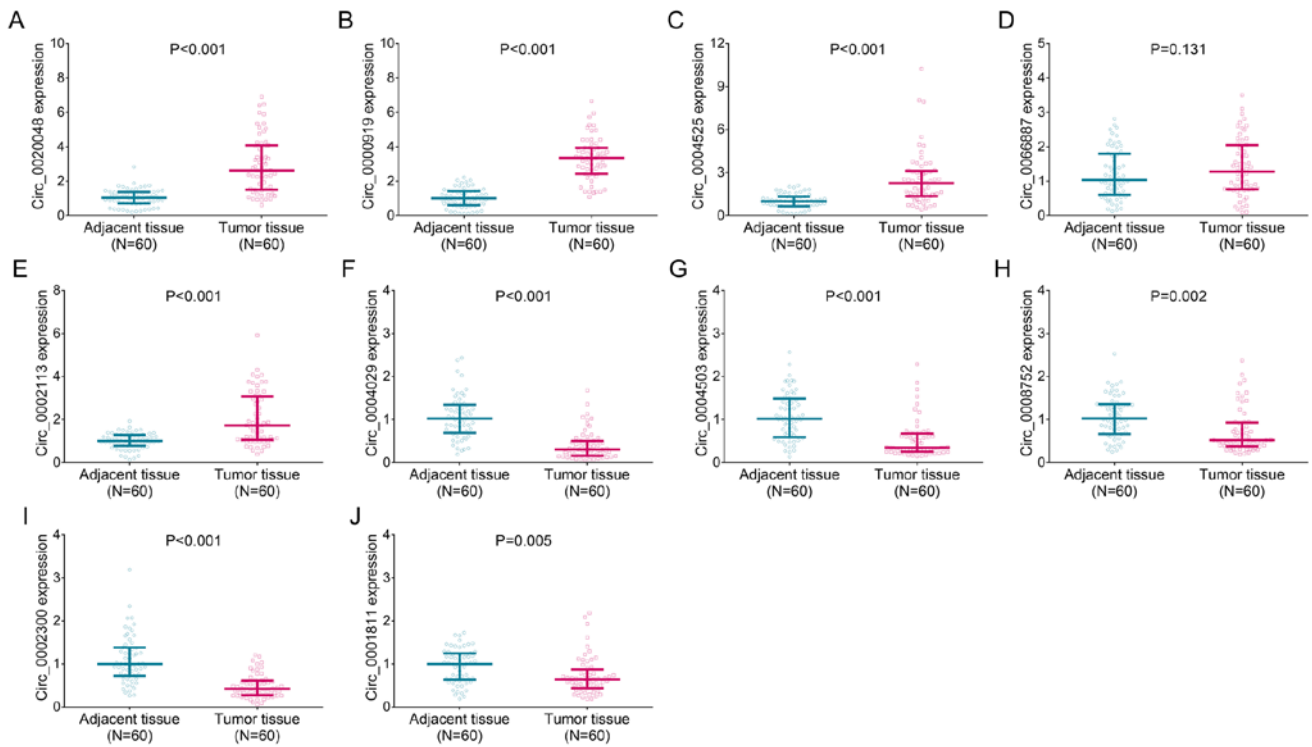 A
P<0.001
Circ_0020048 expression
10
8
6
4
2
0
Adjacent tissue
(N=60)
Tumor tissue
(N=60)
B
P<0.001
Circ_0000919 expression
10
8
6
4
2
0
Adjacent tissue
(N=60)
Tumor tissue
(N=60)
C
P<0.001
Circ_0004525 expression
12
9
6
3
0
Adjacent tissue
(N=60)
Tumor tissue
(N=60)
D
P=0.131
Circ_0066887 expression
5
4
3
2
1
0
Adjacent tissue
(N=60)
Tumor tissue
(N=60)
E
P<0.001
Circ_0002113 expression
8
6
4
2
0
Adjacent tissue
(N=60)
Tumor tissue
(N=60)
F
P<0.001
Circ_0004029 expression
4
3
2
1
0
Adjacent tissue
(N=60)
Tumor tissue
(N=60)
G
P<0.001
Circ_0004503 expression
4
3
2
1
0
Adjacent tissue
(N=60)
Tumor tissue
(N=60)
H
P=0.002
Circ_0008752 expression
4
3
2
1
0
Adjacent tissue
(N=60)
Tumor tissue
(N=60)
I
P<0.001
Circ_0002300 expression
4
3
2
1
0
Adjacent tissue
(N=60)
Tumor tissue
(N=60)
J
P=0.005
Circ_0001811 expression
4
3
2
1
0
Adjacent tissue
(N=60)
Tumor tissue
(N=60)